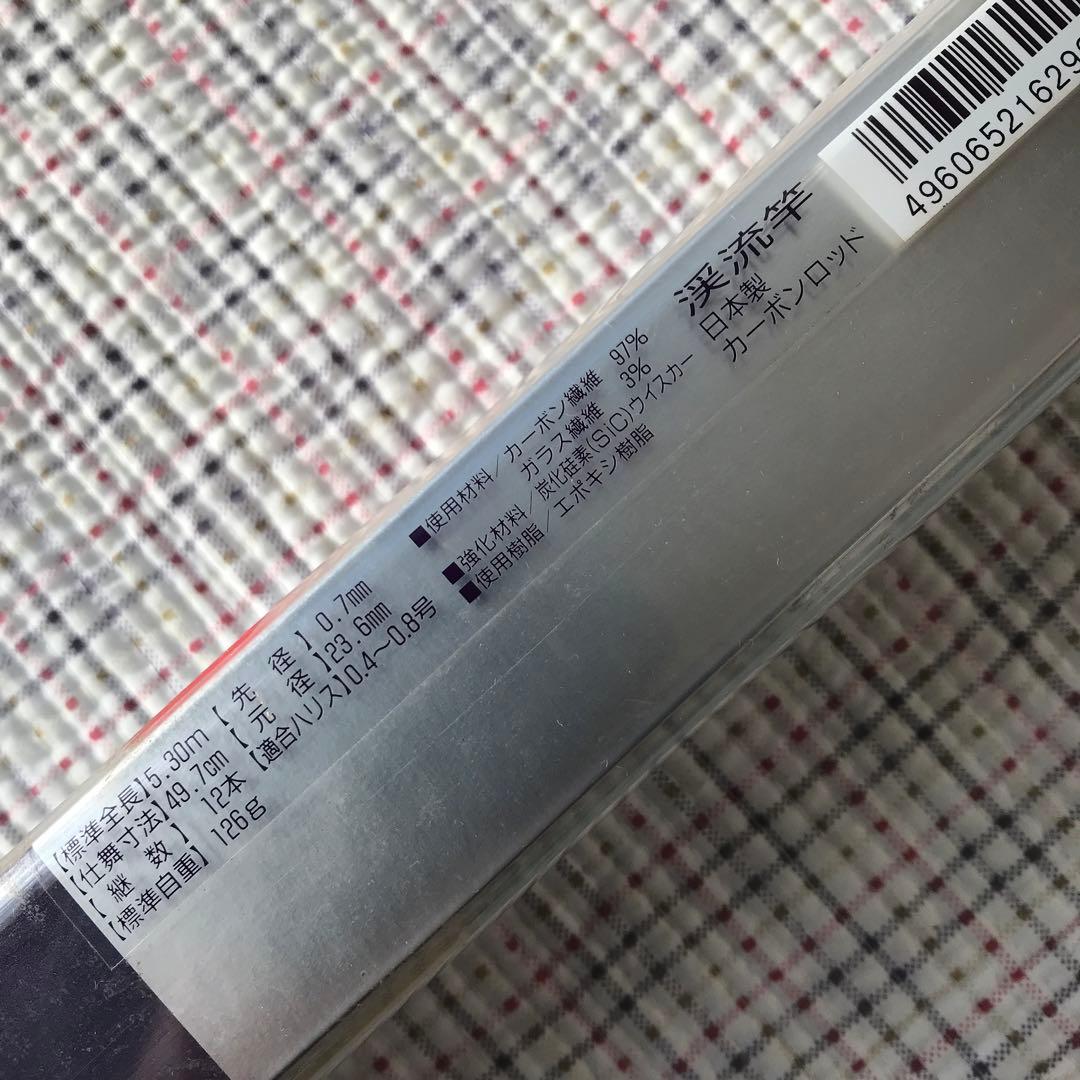 4960652162 9
渓流竿
日本製
カーボンロッド
■使用材料/カーボン繊維 97%
ガラス繊維 3%
■強化材料/炭化硅素(SiC)ウイスカー
■使用樹脂/エポキシ樹脂
【標準全長】5.30m 【先 径】0.7mm
【仕舞寸法】49.7cm 【元 径】23.6mm
【継 数】 12本 【適合ハリス】0.4〜0.8号
【標準自重】 126g